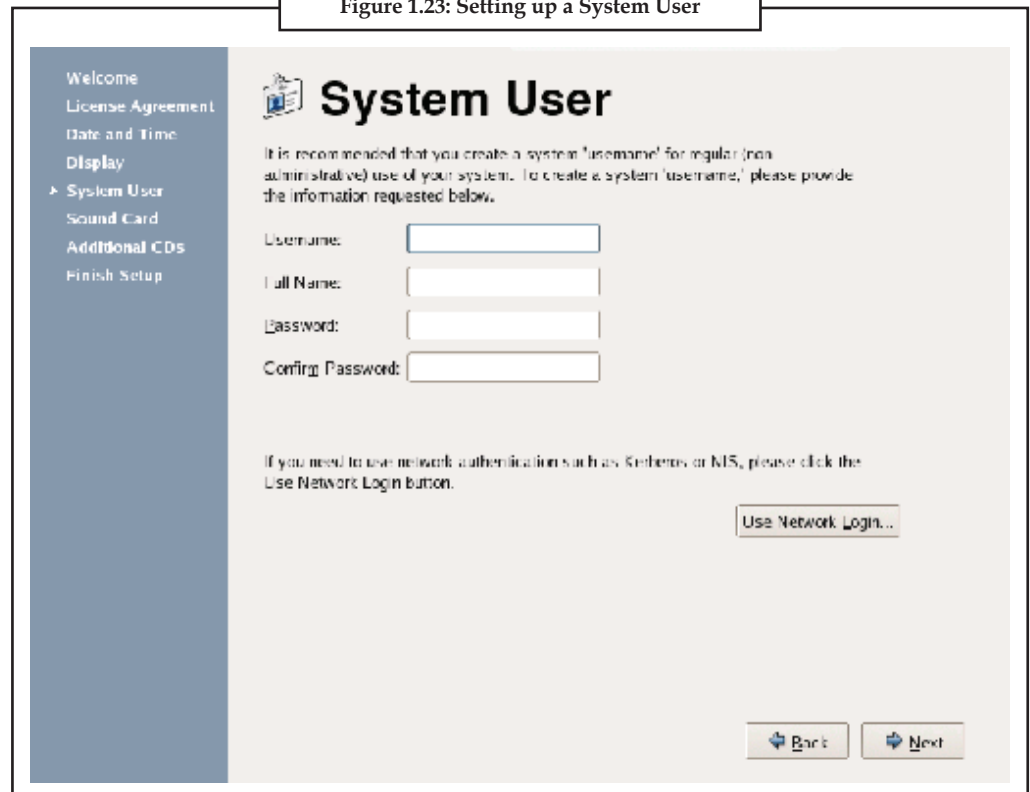 Figure 1.23: Setting up a System User
Welcome
License Agreement
Date and Time
Display
System User
Sound Card
Additional CDs
Finish Setup
System User
It is recommended that you create a system 'username' for regular (non
administrative) use of your system. To create a system 'username,' please provide
the information requested below.
Username:
Full Name:
Password:
Confirm Password:
If you need to use network authentication such as Kerberos or NIS, please click the
Use Network Login button.
Use Network Login...
Back
Next